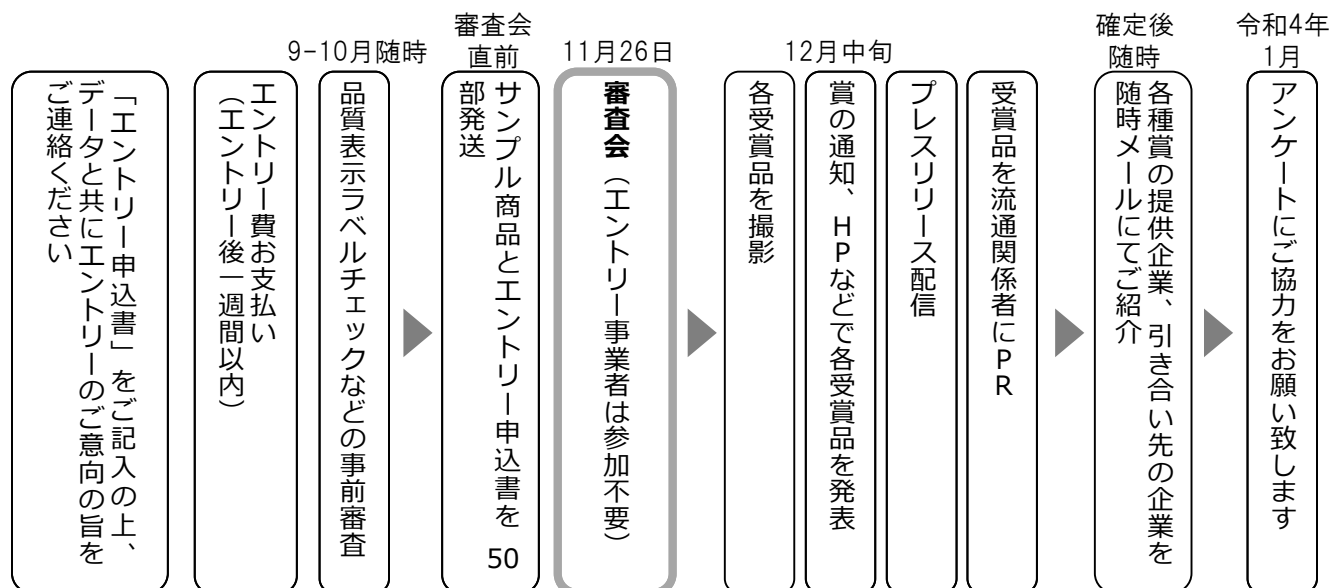 「エントリー申込書」をご記入の上、
データと共にエントリーのご意向の旨を
ご連絡ください
エントリー費お支払い
（エントリー後一週間以内）
9-10月随時
品質表示ラベルチェックなどの事前審査
審査会
直前
サンプル商品とエントリー申込書を 50
部発送
11月26日
審査会（エントリー事業者は参加不要）
12月中旬
各受賞品を撮影
賞の通知、HPなどで各受賞品を発表
プレスリリース配信
受賞品を流通関係者にPR
確定後
随時
各種賞の提供企業、引き合い先の企業を
随時メールにてご紹介
令和4年
1月
アンケートにご協力をお願い致します